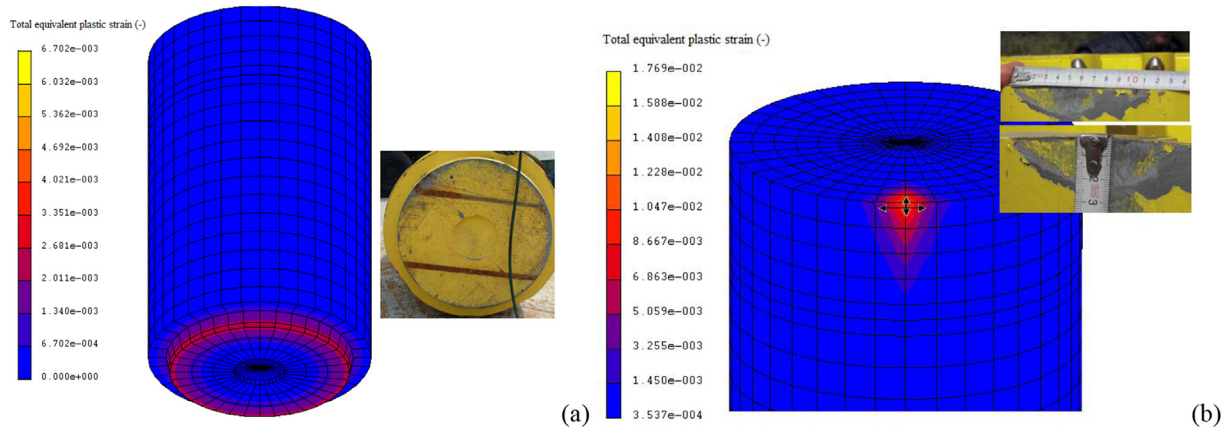 Total equivalent plastic strain (-)
6.702e-003
6.032e-003
5.362e-003
4.692e-003
4.021e-003
3.351e-003
2.681e-003
2.011e-003
1.340e-003
6.702e-004
0.000e+000
(a)
Total equivalent plastic strain (-)
1.769e-002
1.588e-002
1.408e-002
1.228e-002
1.047e-002
8.667e-003
6.863e-003
5.059e-003
3.255e-003
1.450e-003
3.537e-004
(b)